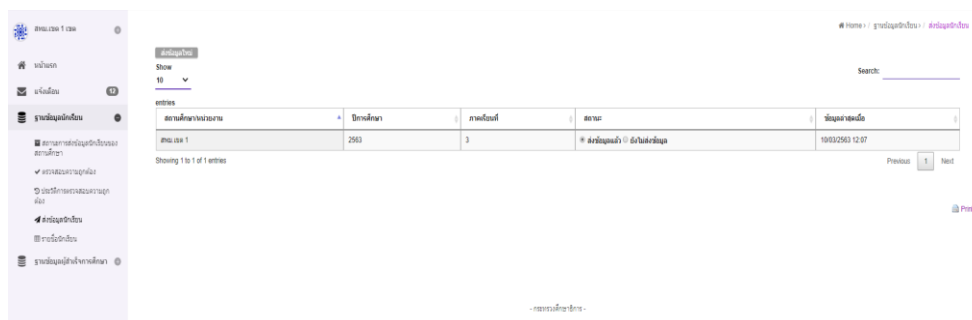 สพม.เขต 1 เขต
Home > / ฐานข้อมูลนักเรียน > / ส่งข้อมูลนักเรียน
ส่งข้อมูลใหม่
หน้าแรก
Show
10
Search:
แจ้งเตือน 12
entries
ฐานข้อมูลนักเรียน
สถานศึกษา/หน่วยงาน ปีการศึกษา ภาคเรียนที่ สถานะ ข้อมูลล่าสุดเมื่อ
สพม.เขต 1 2563 3 ส่งข้อมูลแล้ว ยังไม่ส่งข้อมูล 10/03/2563 12:07
Showing 1 to 1 of 1 entries
Previous 1 Next
สถานะการส่งข้อมูลนักเรียนของ
สถานศึกษา
ตรวจสอบความถูกต้อง
ประวัติการตรวจสอบความถูก
ต้อง
ส่งข้อมูลนักเรียน
Print
รายชื่อนักเรียน
ฐานข้อมูลผู้สำเร็จการศึกษา
- กระทรวงศึกษาธิการ -